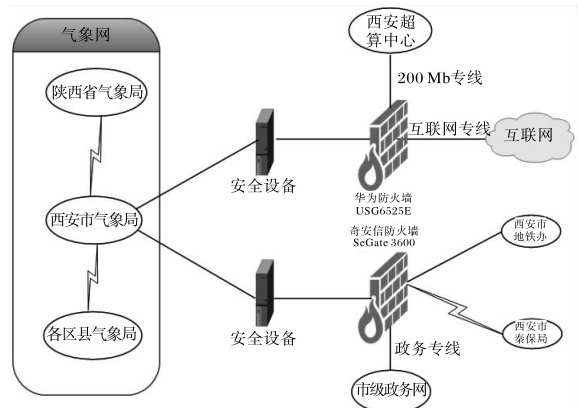 气象网
陕西省气象局
西安市气象局
各区县气象局
安全设备
安全设备
西安超
算中心
200 Mb专线
互联网专线
互联网
华为防火墙
USG6525E
奇安信防火墙
SeGate 3600
西安市
地铁办
西安市
秦保局
政务专线
市级政务网